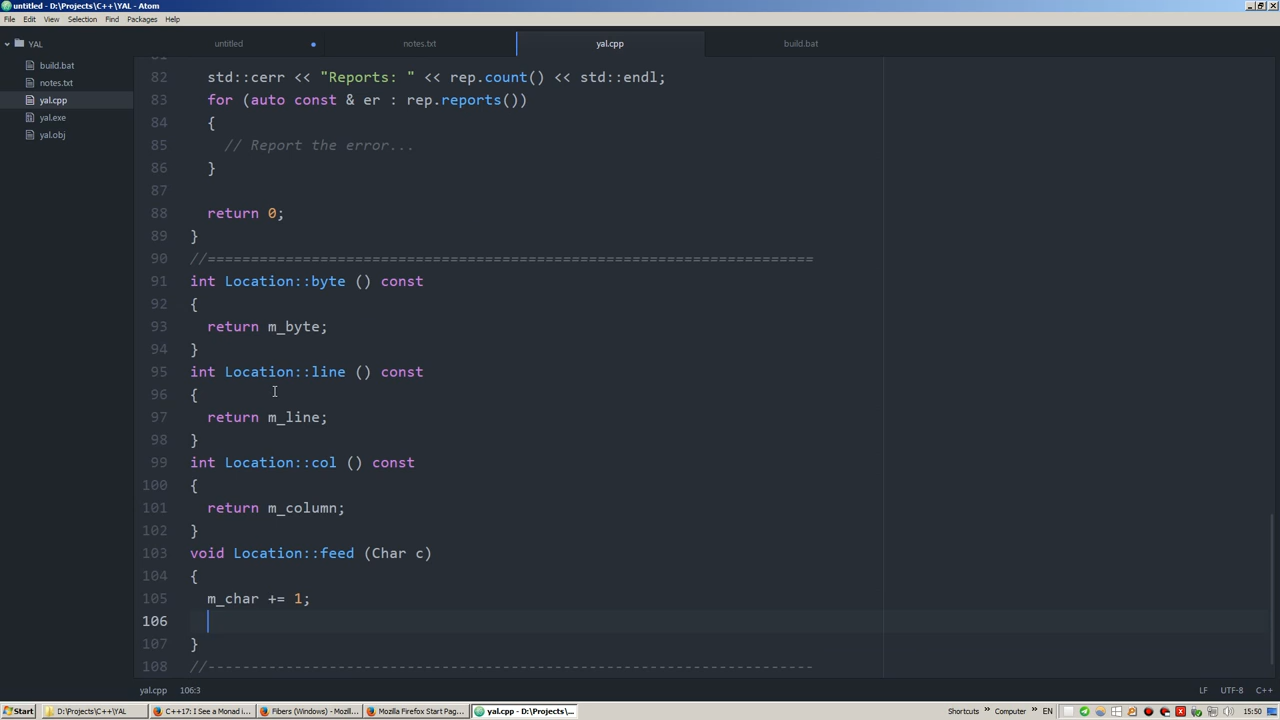 untitled - D:\Projects\C++\YAL - Atom
File Edit View Selection Find Packages Help
YAL
build.bat
notes.txt
yal.cpp
yal.exe
yal.obj
untitled notes.txt yal.cpp build.bat
81
82 std::cerr << "Reports: " << rep.count() << std::endl;
83 for (auto const & er : rep.reports())
84 {
85 // Report the error...
86 }
87
88 return 0;
89 }
90 //======================================================================
91 int Location::byte () const
92 {
93 return m_byte;
94 }
95 int Location::line () const
96 {
97 return m_line;
98 }
99 int Location::col () const
100 {
101 return m_column;
102 }
103 void Location::feed (Char c)
104 {
105 m_char += 1;
106
107 }
108 //----------------------------------------------------------------------
yal.cpp 106:3 LF UTF-8 C++
Start D:\Projects\C++\YAL C++17: I See a Monad i... Fibers (Windows) - Mozil... Mozilla Firefox Start Pag... yal.cpp - D:\Projects\... Shortcuts » Computer » EN 15:50